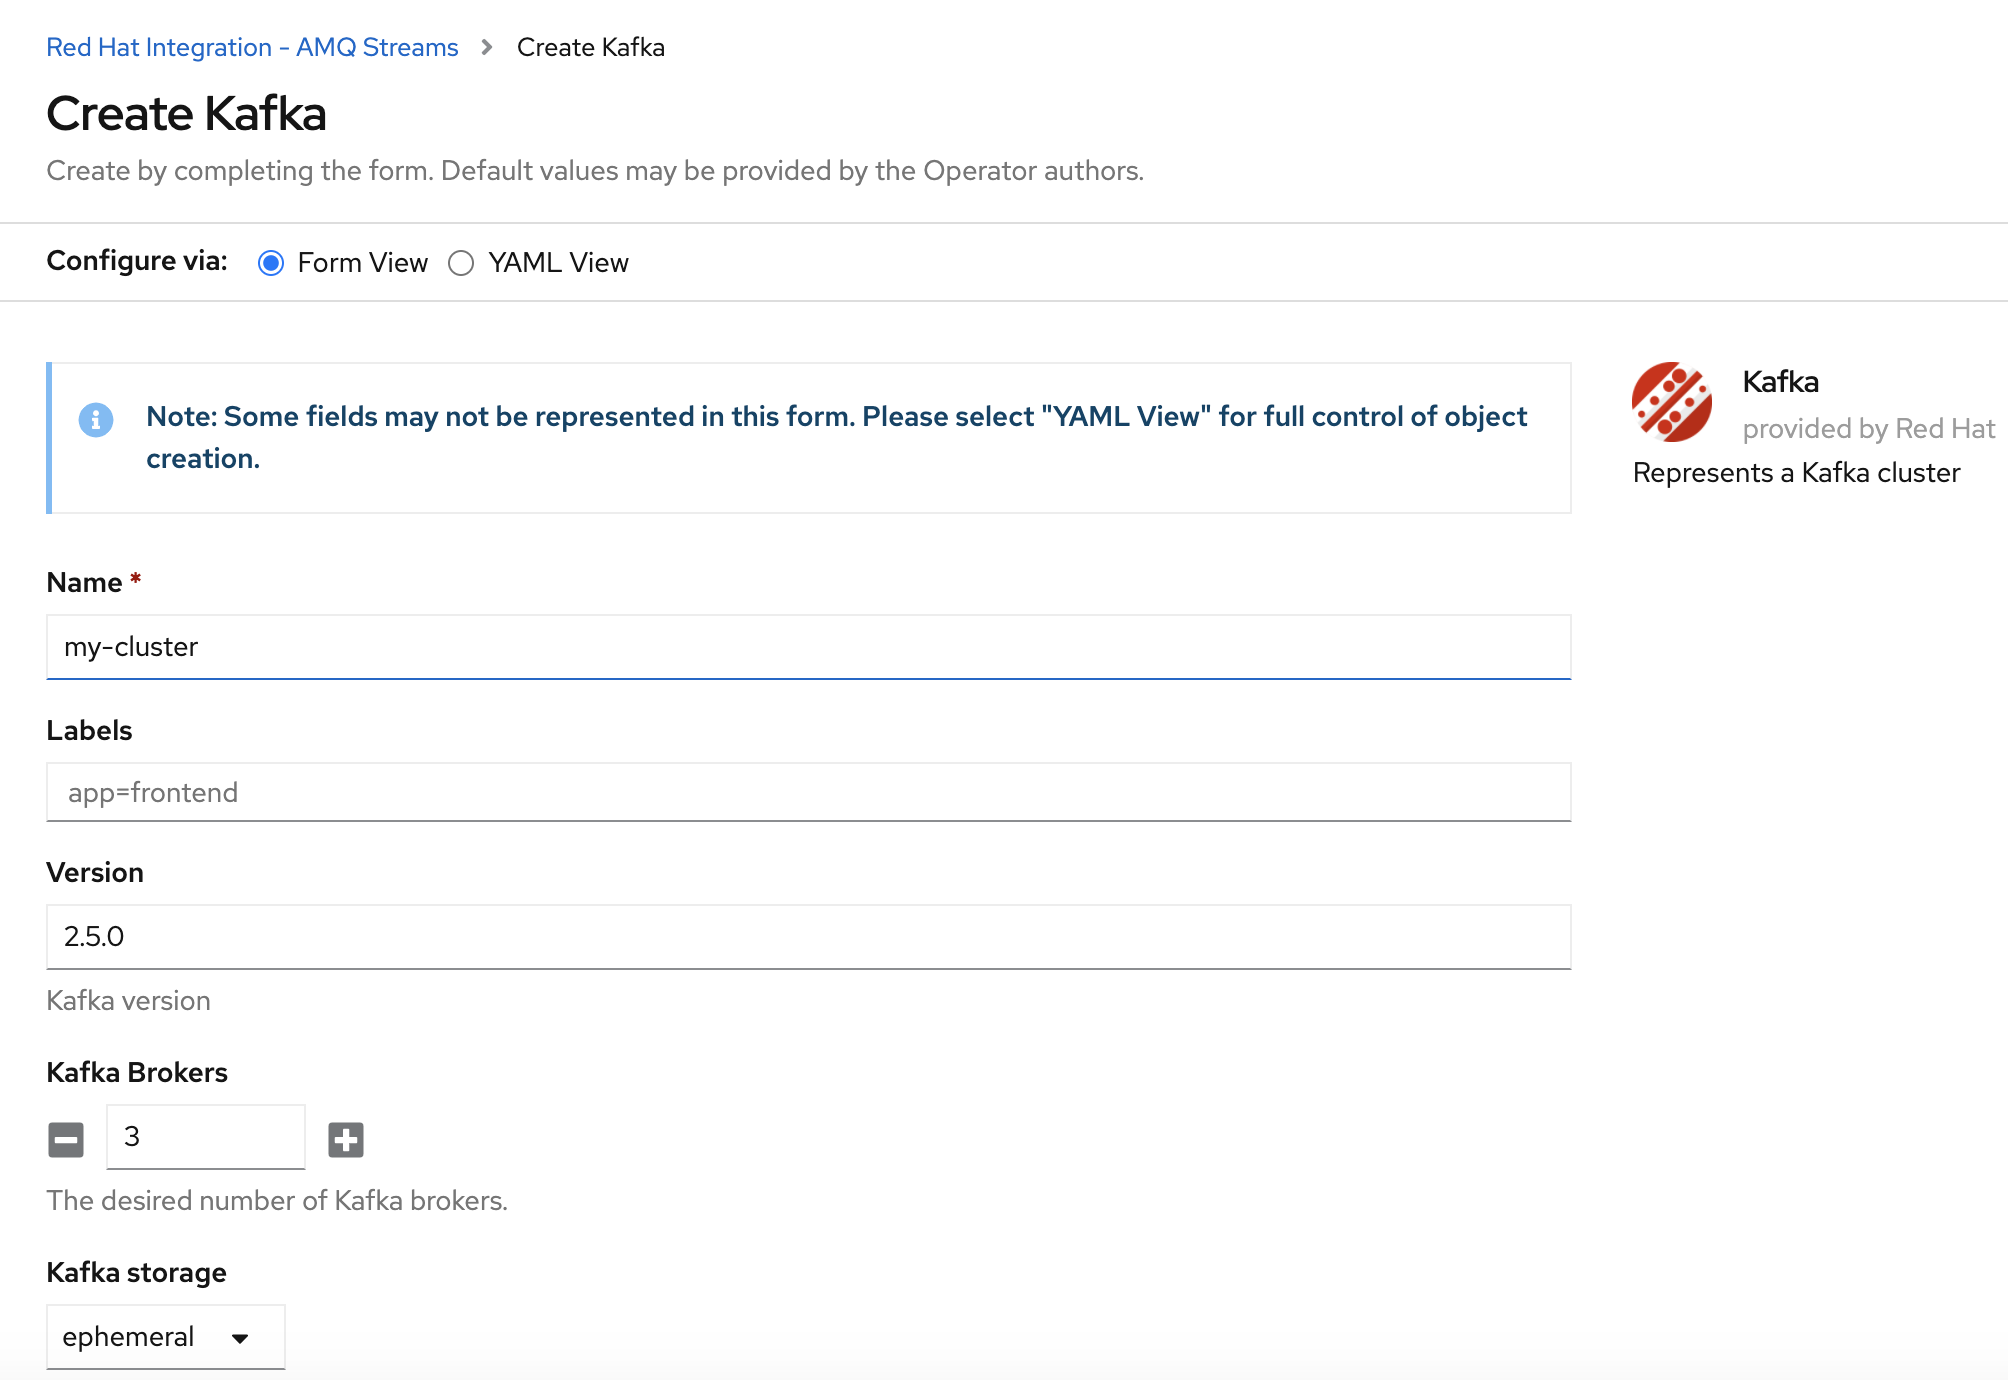 Red Hat Integration - AMQ Streams > Create Kafka
Create Kafka
Create by completing the form. Default values may be provided by the Operator authors.
Configure via: Form View YAML View
Note: Some fields may not be represented in this form. Please select "YAML View" for full control of object
creation.
Kafka
provided by Red Hat
Represents a Kafka cluster
Name *
my-cluster
Labels
app=frontend
Version
2.5.0
Kafka version
Kafka Brokers
3
The desired number of Kafka brokers.
Kafka storage
ephemeral